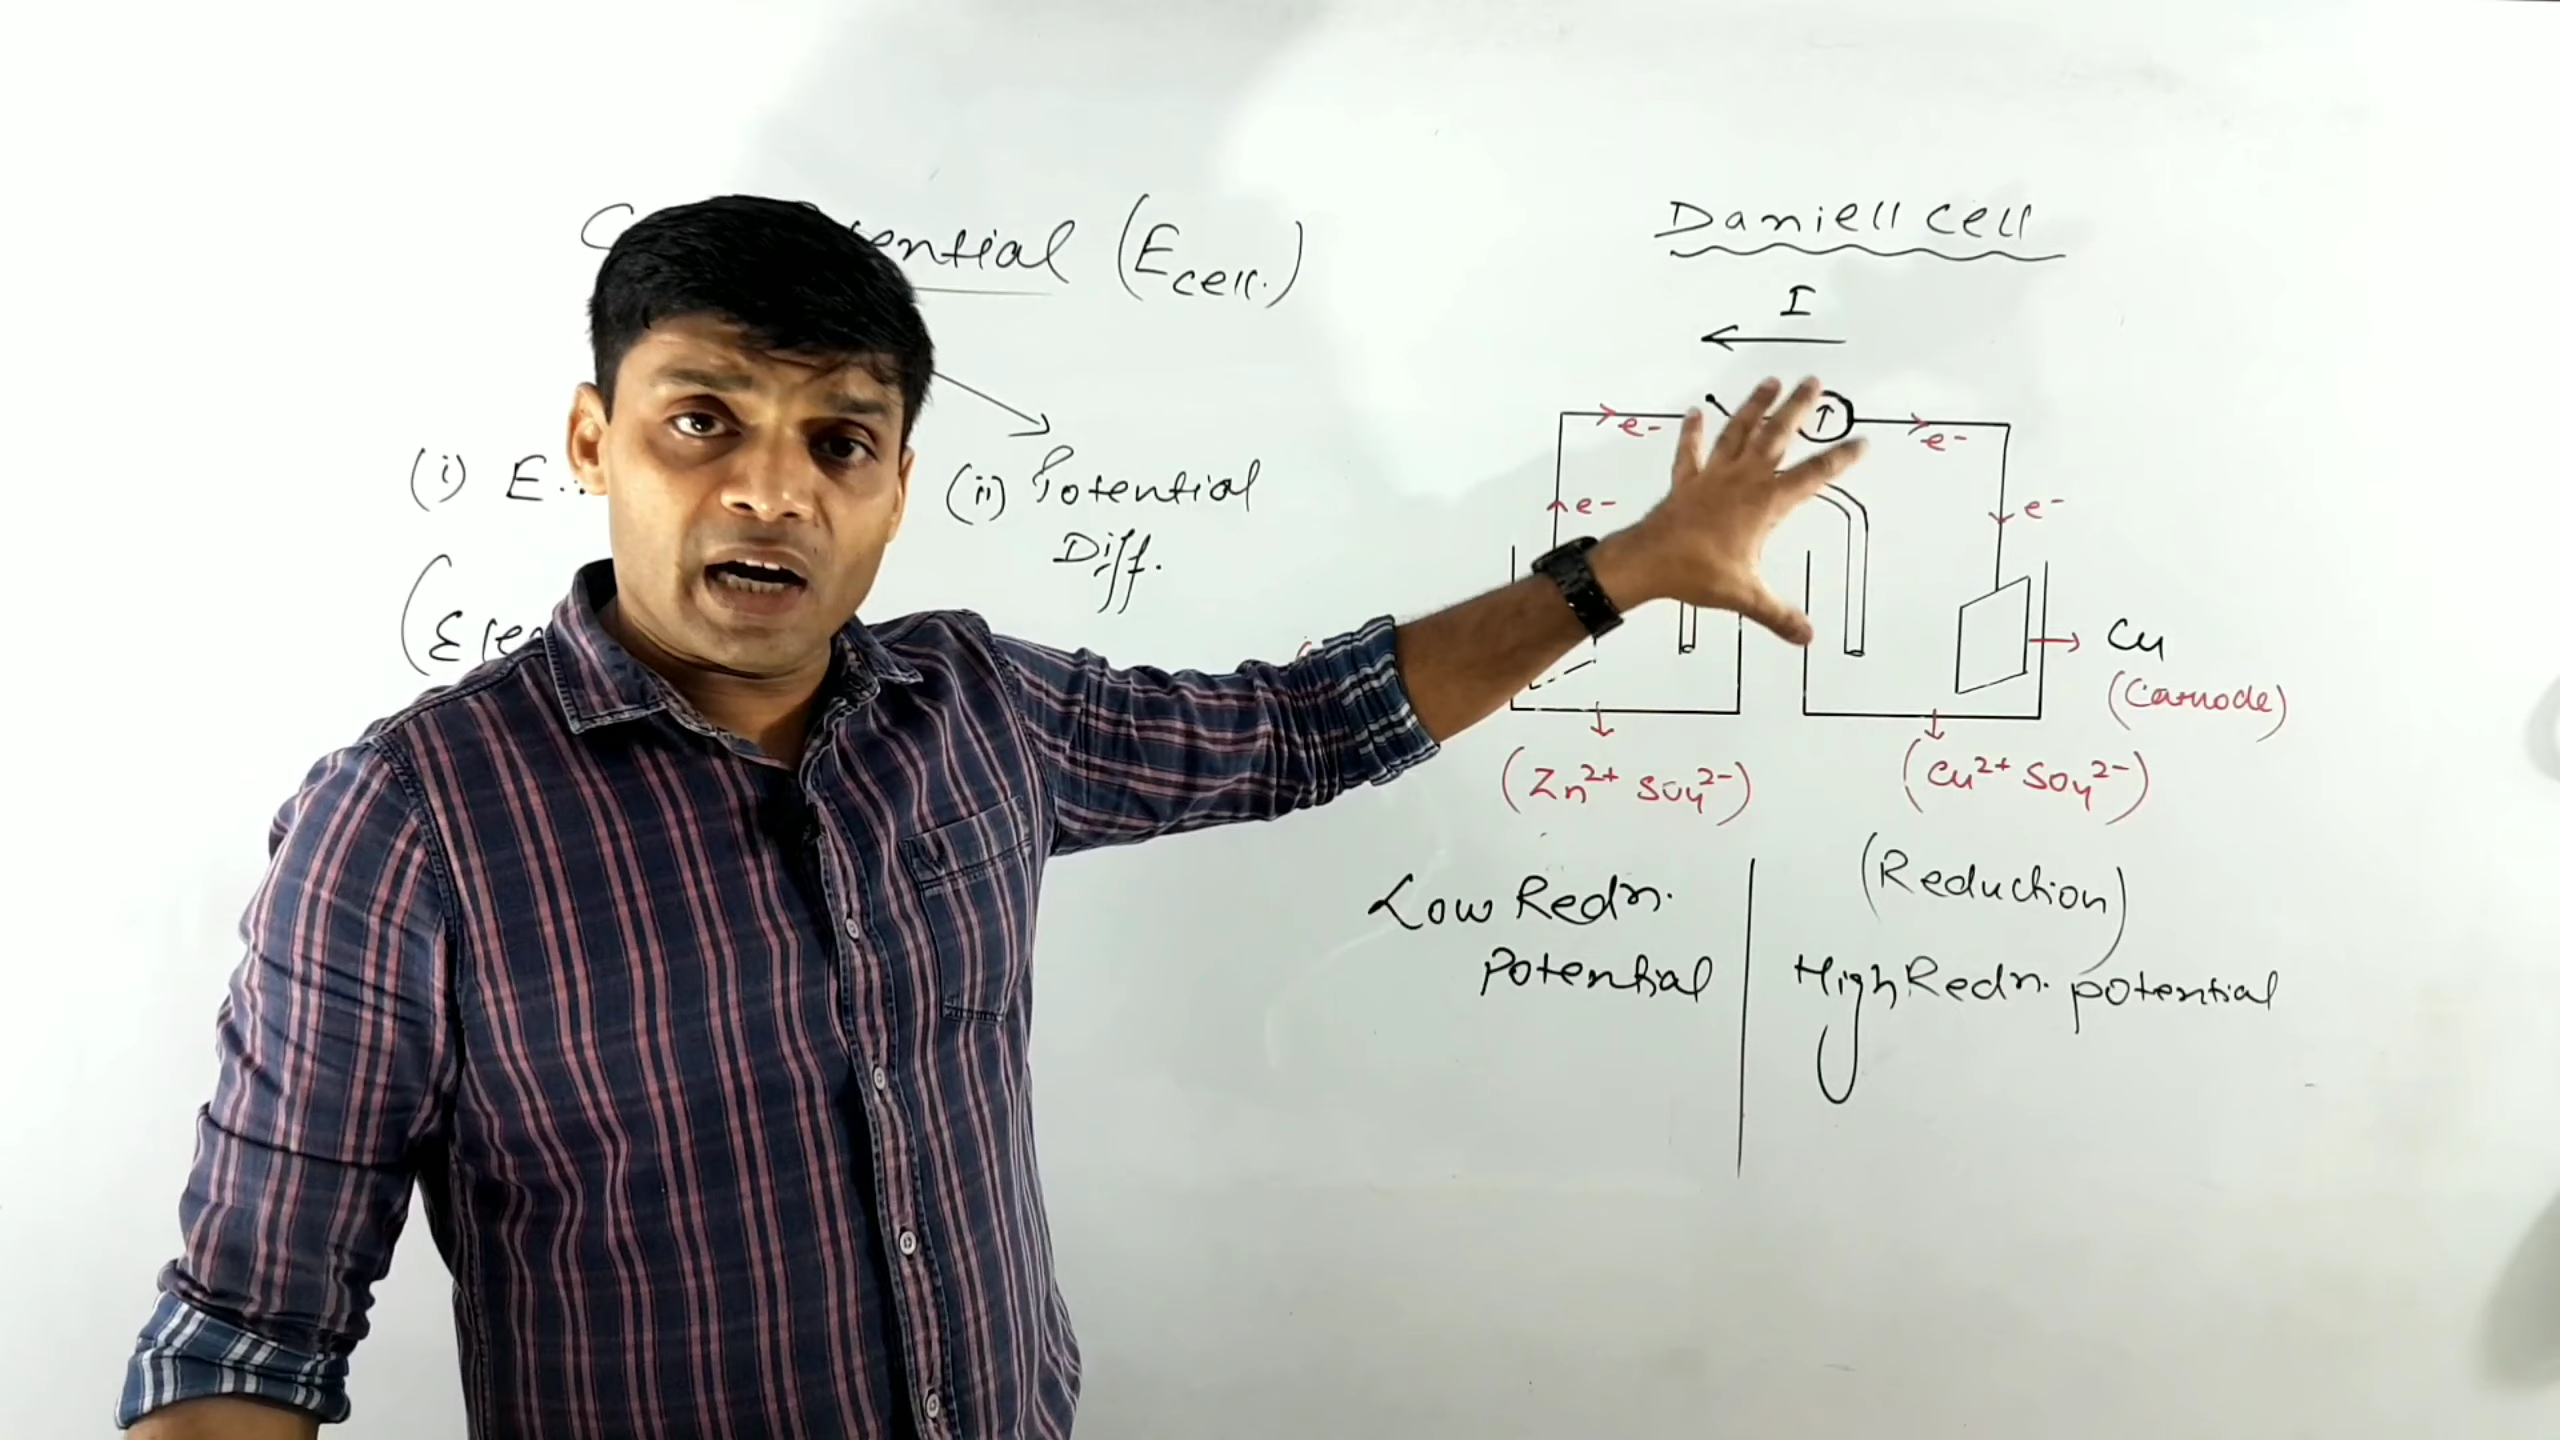 ential (Ecell.)
(i) E..
(ii) Potential
Diff.
Daniell cell
I
e-
e-
e-
e-
Cu
(Cathode)
(Zn²⁺ SO₄²⁻)
(Cu²⁺ SO₄²⁻)
Low Redn.
Potential
(Reduction)
High Redn. potential